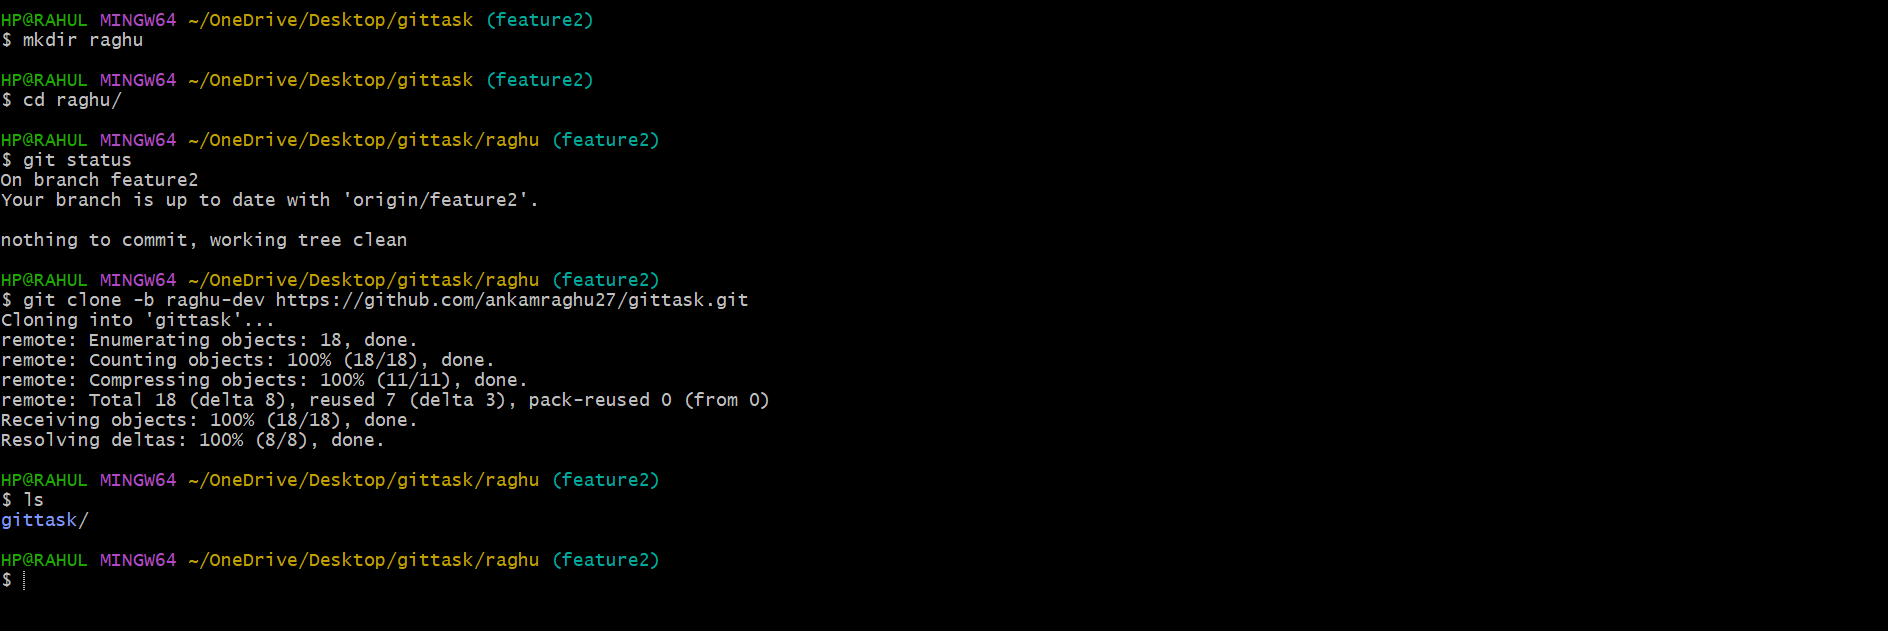 HP@RAHUL MINGW64 ~/OneDrive/Desktop/gittask (feature2)
$ mkdir raghu
HP@RAHUL MINGW64 ~/OneDrive/Desktop/gittask (feature2)
$ cd raghu/
HP@RAHUL MINGW64 ~/OneDrive/Desktop/gittask/raghu (feature2)
$ git status
On branch feature2
Your branch is up to date with 'origin/feature2'.
nothing to commit, working tree clean
HP@RAHUL MINGW64 ~/OneDrive/Desktop/gittask/raghu (feature2)
$ git clone -b raghu-dev https://github.com/ankamraghu27/gittask.git
Cloning into 'gittask'...
remote: Enumerating objects: 18, done.
remote: Counting objects: 100% (18/18), done.
remote: Compressing objects: 100% (11/11), done.
remote: Total 18 (delta 8), reused 7 (delta 3), pack-reused 0 (from 0)
Receiving objects: 100% (18/18), done.
Resolving deltas: 100% (8/8), done.
HP@RAHUL MINGW64 ~/OneDrive/Desktop/gittask/raghu (feature2)
$ ls
gittask/
HP@RAHUL MINGW64 ~/OneDrive/Desktop/gittask/raghu (feature2)
$